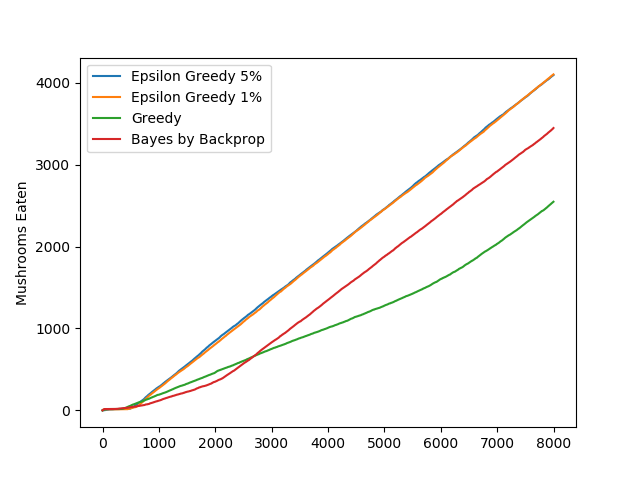 Epsilon Greedy 5%
Epsilon Greedy 1%
Greedy
Bayes by Backprop
Mushrooms Eaten
4000
3000
2000
1000
0
0 1000 2000 3000 4000 5000 6000 7000 8000